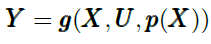 Y = g(X, U, p(X))